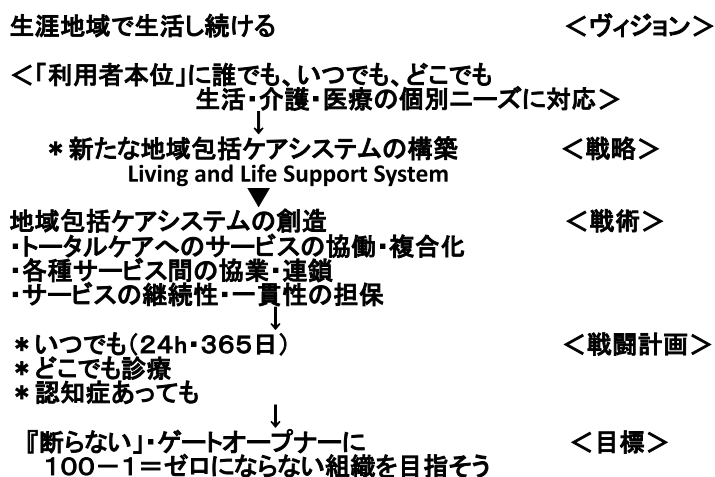 生涯地域で生活し続ける　＜ヴィジョン＞
＜「利用者本位」に誰でも、いつでも、どこでも
生活・介護・医療の個別ニーズに対応＞
↓
＊新たな地域包括ケアシステムの構築　＜戦略＞
Living and Life Support System
▼
地域包括ケアシステムの創造　＜戦術＞
・トータルケアへのサービスの協働・複合化
・各種サービス間の協業・連鎖
・サービスの継続性・一貫性の担保
↓
＊いつでも（２４ｈ・３６５日）　＜戦闘計画＞
＊どこでも診療
＊認知症あっても
↓
『断らない」・ゲートオープナーに　＜目標＞
１００－１＝ゼロにならない組織を目指そう